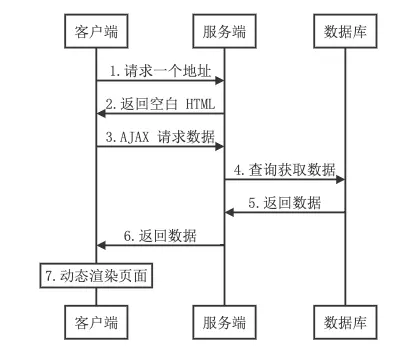 客户端 服务端 数据库
1.请求一个地址
2.返回空白 HTML
3.AJAX 请求数据
4.查询获取数据
5.返回数据
6.返回数据
7.动态渲染页面
客户端 服务端 数据库